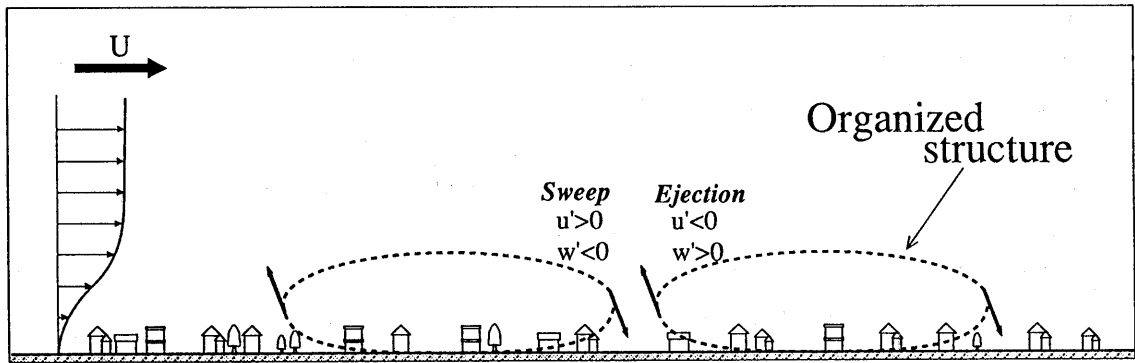 U
Organized
structure
Sweep
u'>0
w'<0
Ejection
u'<0
w'>0